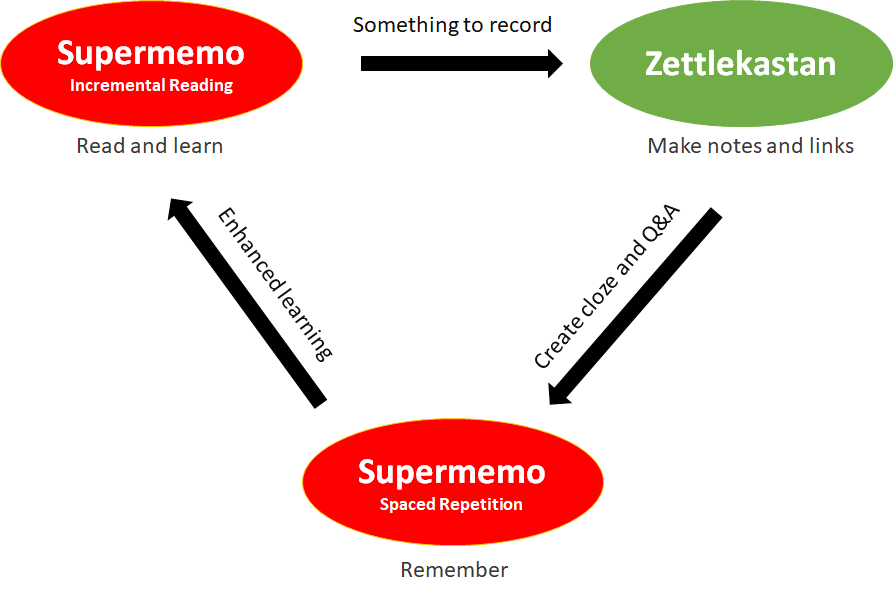 Something to record
Supermemo
Incremental Reading
Zettlekastan
Read and learn
Make notes and links
Enhanced learning
Create cloze and Q&A
Supermemo
Spaced Repetition
Remember